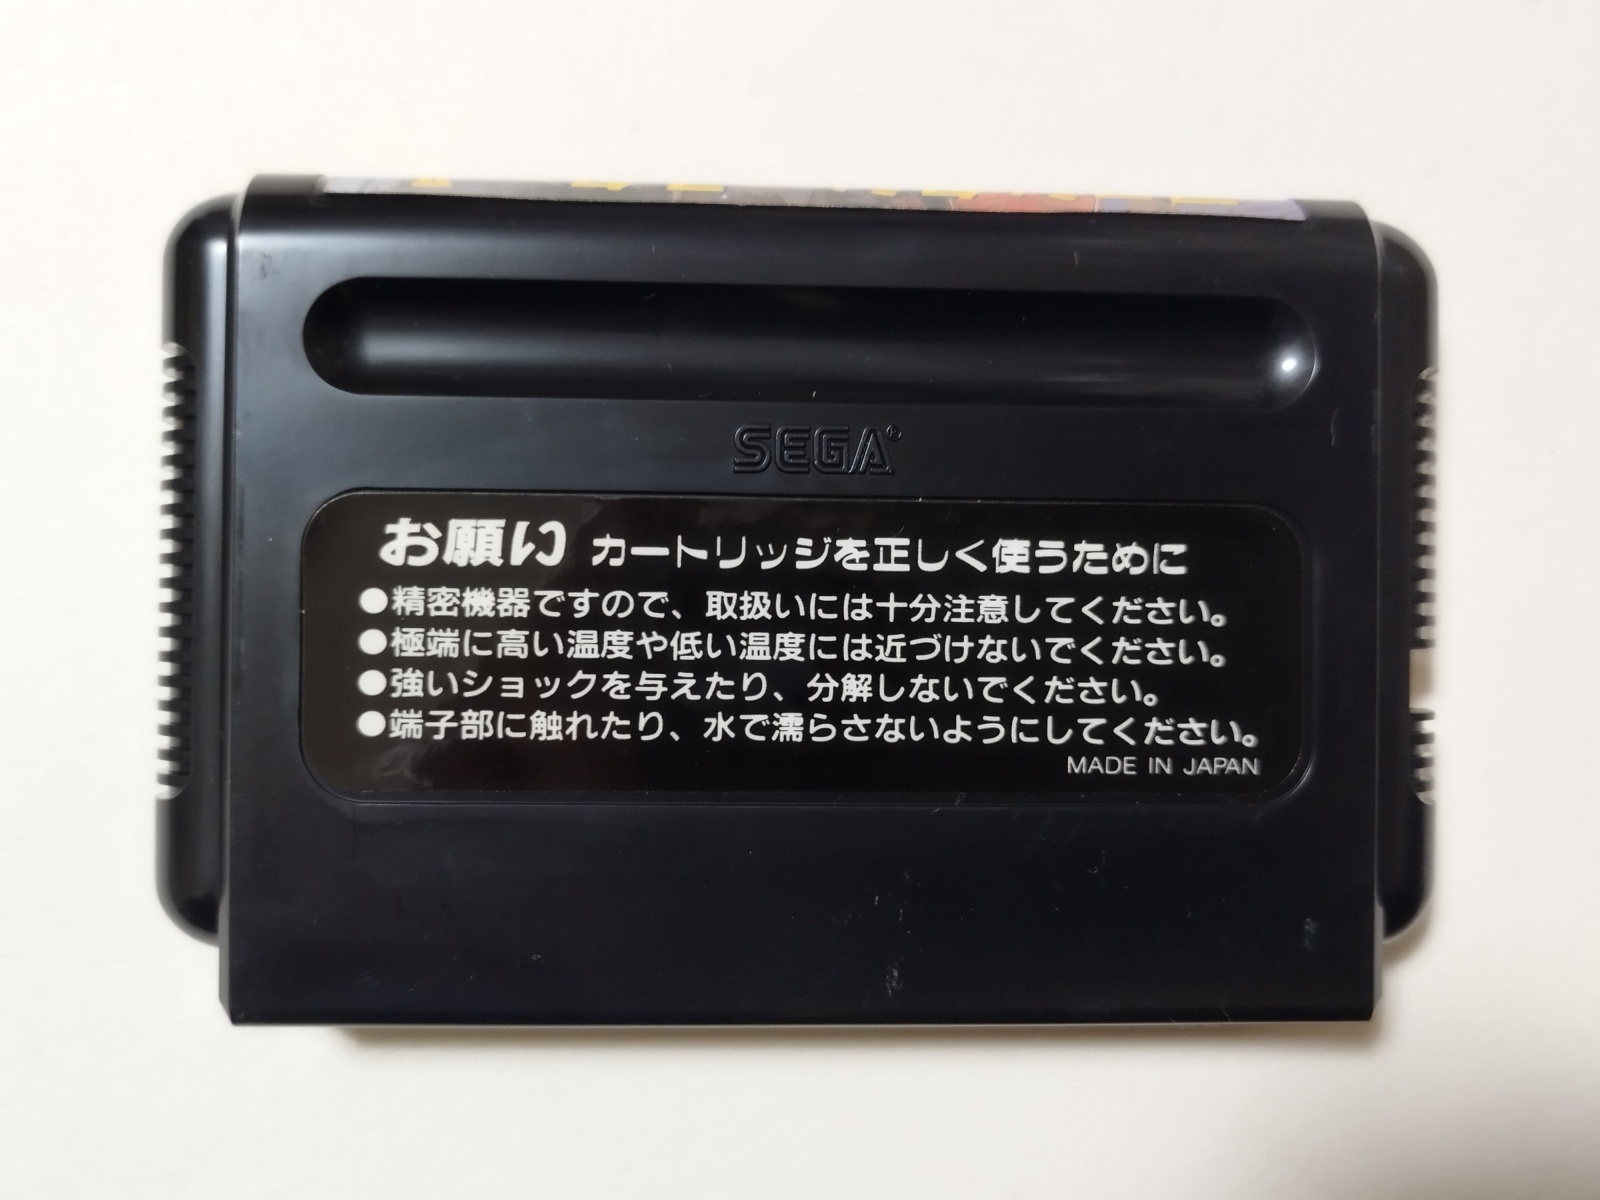 SEGA®
お願い カートリッジを正しく使うために
●精密機器ですので、取扱いには十分注意してください。
●極端に高い温度や低い温度には近づけないでください。
●強いショックを与えたり、分解しないでください。
●端子部に触れたり、水で濡らさないようにしてください。
MADE IN JAPAN